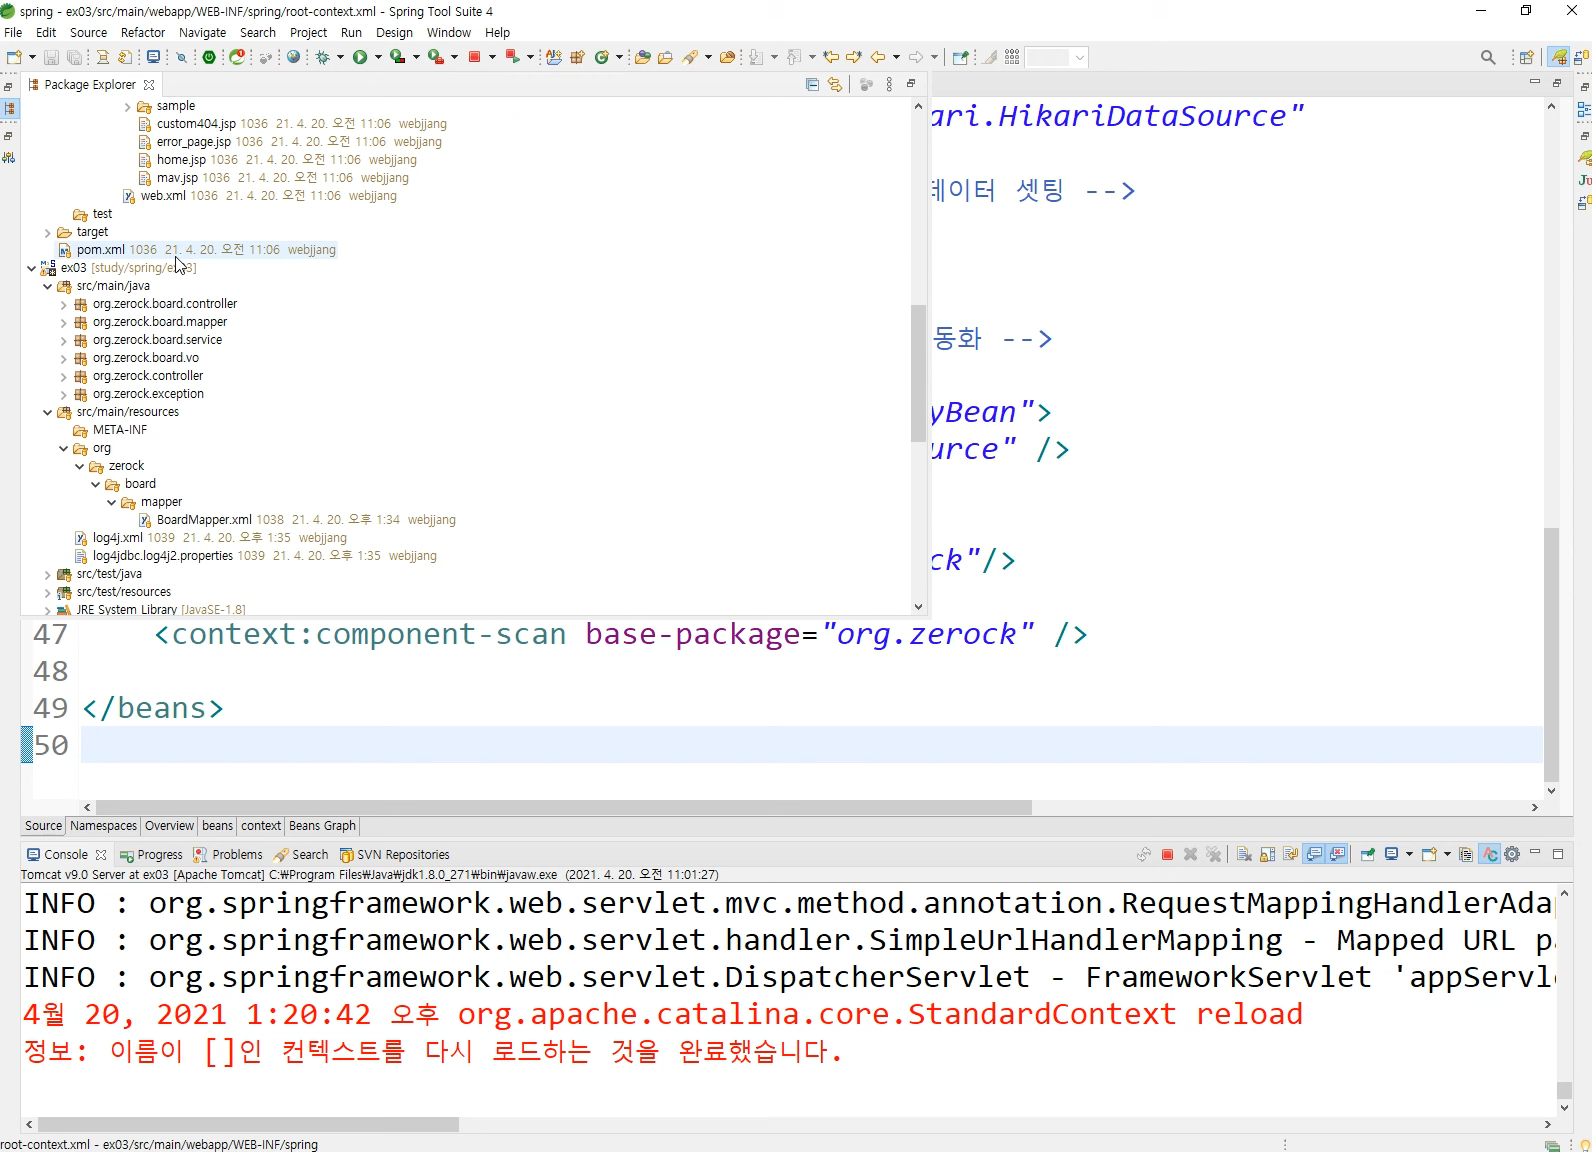 spring - ex03/src/main/webapp/WEB-INF/spring/root-context.xml - Spring Tool Suite 4
File Edit Source Refactor Navigate Search Project Run Design Window Help
Package Explorer
sample
custom404.jsp 1036 21. 4. 20. 오전 11:06 webjjang
error_page.jsp 1036 21. 4. 20. 오전 11:06 webjjang
home.jsp 1036 21. 4. 20. 오전 11:06 webjjang
mav.jsp 1036 21. 4. 20. 오전 11:06 webjjang
web.xml 1036 21. 4. 20. 오전 11:06 webjjang
test
target
pom.xml 1036 21. 4. 20. 오전 11:06 webjjang
ex03 [study/spring/ex03]
src/main/java
org.zerock.board.controller
org.zerock.board.mapper
org.zerock.board.service
org.zerock.board.vo
org.zerock.controller
org.zerock.exception
src/main/resources
META-INF
org
zerock
board
mapper
BoardMapper.xml 1038 21. 4. 20. 오후 1:34 webjjang
log4j.xml 1039 21. 4. 20. 오후 1:35 webjjang
log4jdbc.log4j2.properties 1039 21. 4. 20. 오후 1:35 webjjang
src/test/java
src/test/resources
JRE System Library [JavaSE-1.8]
ari.HikariDataSource"
데이터 셋팅 -->
동화 -->
yBean">
urce" />
ck"/>
47 <context:component-scan base-package="org.zerock" />
48
49 </beans>
50
Source Namespaces Overview beans context Beans Graph
Console Progress Problems Search SVN Repositories
Tomcat v9.0 Server at ex03 [Apache Tomcat] C:₩Program Files₩Java₩jdk1.8.0_271₩bin₩javaw.exe (2021. 4. 20. 오전 11:01:27)
INFO : org.springframework.web.servlet.mvc.method.annotation.RequestMappingHandlerAda
INFO : org.springframework.web.servlet.handler.SimpleUrlHandlerMapping - Mapped URL pa
INFO : org.springframework.web.servlet.DispatcherServlet - FrameworkServlet 'appServl
4월 20, 2021 1:20:42 오후 org.apache.catalina.core.StandardContext reload
정보: 이름이 []인 컨텍스트를 다시 로드하는 것을 완료했습니다.
root-context.xml - ex03/src/main/webapp/WEB-INF/spring